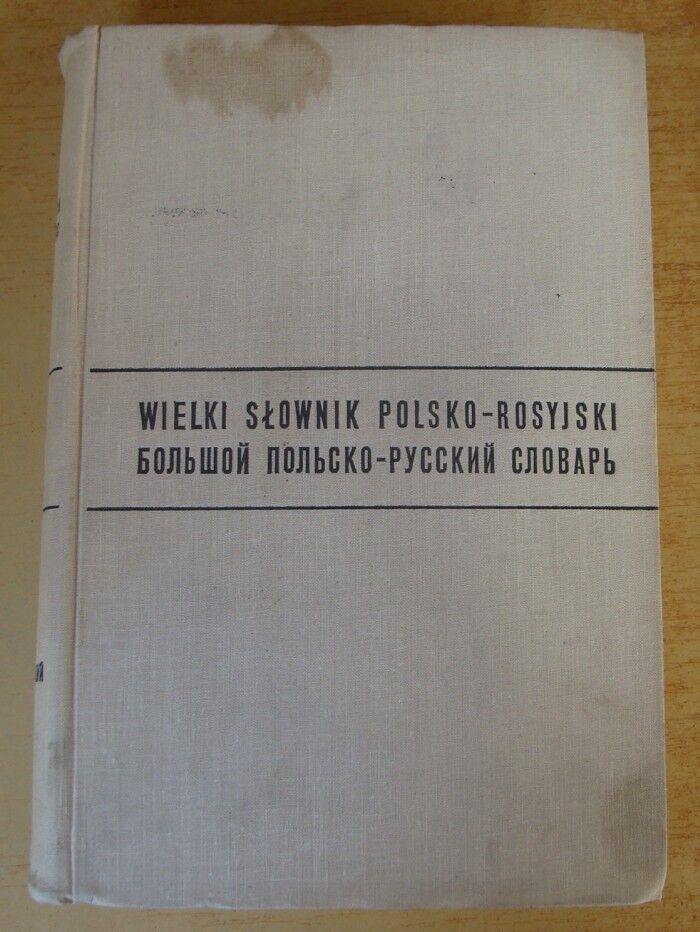 WIELKI SŁOWNIK POLSKO-ROSYJSKI
БОЛЬШОЙ ПОЛЬСКО-РУССКИЙ СЛОВАРЬ